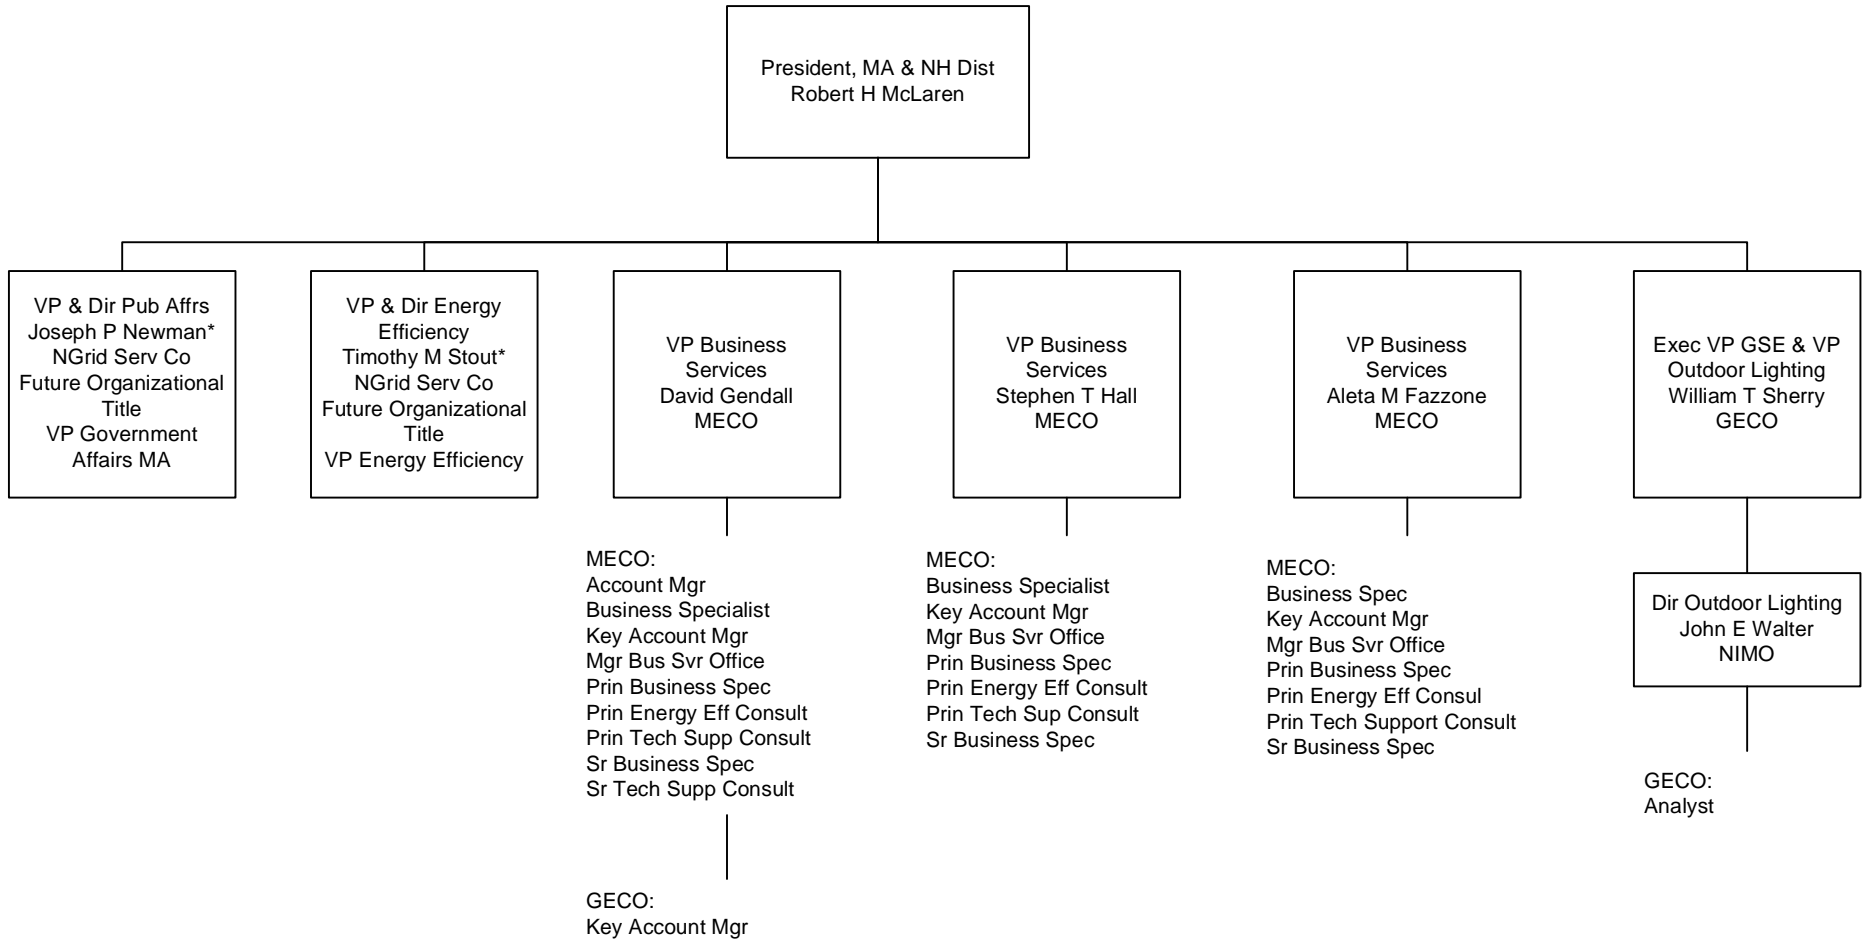 President, MA & NH Dist
Robert H McLaren
VP & Dir Pub Affrs
Joseph P Newman*
NGrid Serv Co
Future Organizational
Title
VP Government
Affairs MA
VP & Dir Energy
Efficiency
Timothy M Stout*
NGrid Serv Co
Future Organizational
Title
VP Energy Efficiency
VP Business
Services
David Gendall
MECO
VP Business
Services
Stephen T Hall
MECO
VP Business
Services
Aleta M Fazzone
MECO
Exec VP GSE & VP
Outdoor Lighting
William T Sherry
GECO
MECO:
Account Mgr
Business Specialist
Key Account Mgr
Mgr Bus Svr Office
Prin Business Spec
Prin Energy Eff Consult
Prin Tech Supp Consult
Sr Business Spec
Sr Tech Supp Consult
GECO:
Key Account Mgr
MECO:
Business Specialist
Key Account Mgr
Mgr Bus Svr Office
Prin Business Spec
Prin Energy Eff Consult
Prin Tech Sup Consult
Sr Business Spec
MECO:
Business Spec
Key Account Mgr
Mgr Bus Svr Office
Prin Business Spec
Prin Energy Eff Consul
Prin Tech Support Consult
Sr Business Spec
Dir Outdoor Lighting
John E Walter
NIMO
GECO:
Analyst